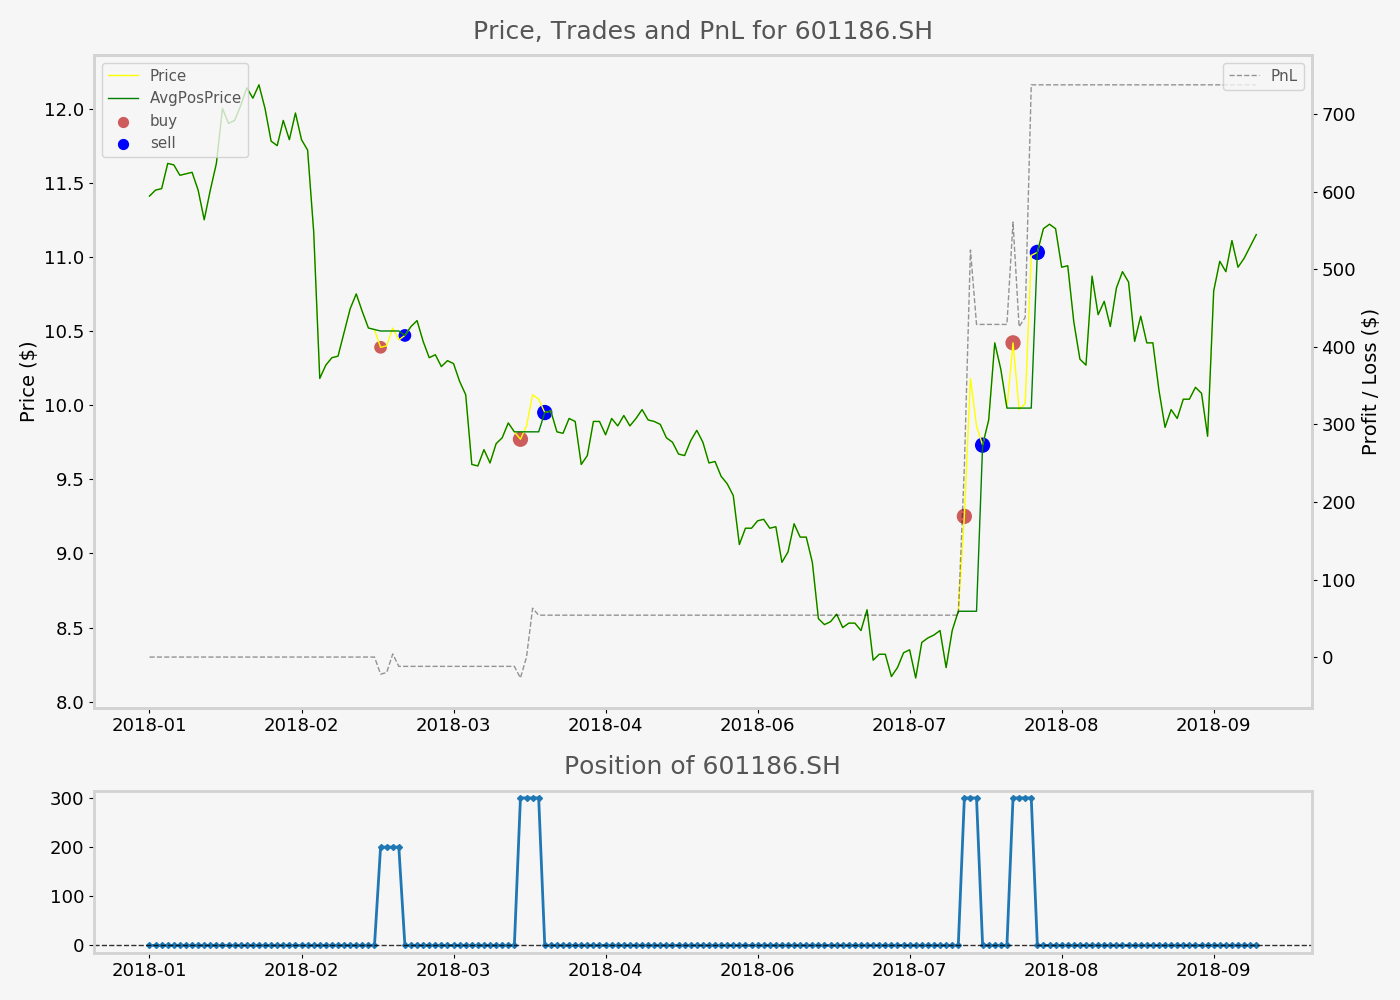 Price, Trades and PnL for 601186.SH
Price
AvgPosPrice
buy
sell
PnL
Price ($)
12.0
11.5
11.0
10.5
10.0
9.5
9.0
8.5
8.0
Profit / Loss ($)
700
600
500
400
300
200
100
0
2018-01 2018-02 2018-03 2018-04 2018-06 2018-07 2018-08 2018-09
Position of 601186.SH
300
200
100
0
2018-01 2018-02 2018-03 2018-04 2018-06 2018-07 2018-08 2018-09